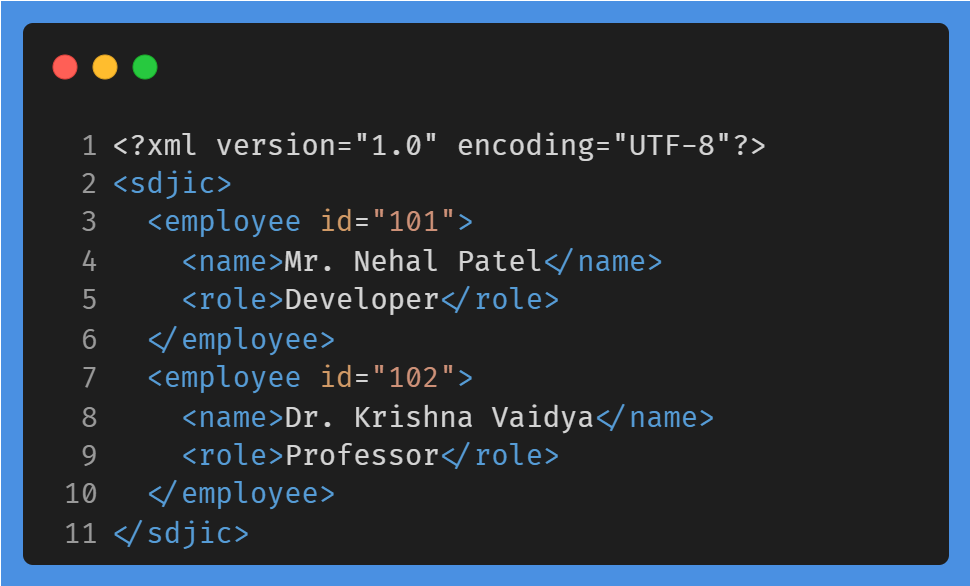 1 <?xml version="1.0" encoding="UTF-8"?>
2 <sdjic>
3   <employee id="101">
4     <name>Mr. Nehal Patel</name>
5     <role>Developer</role>
6   </employee>
7   <employee id="102">
8     <name>Dr. Krishna Vaidya</name>
9     <role>Professor</role>
10   </employee>
11 </sdjic>